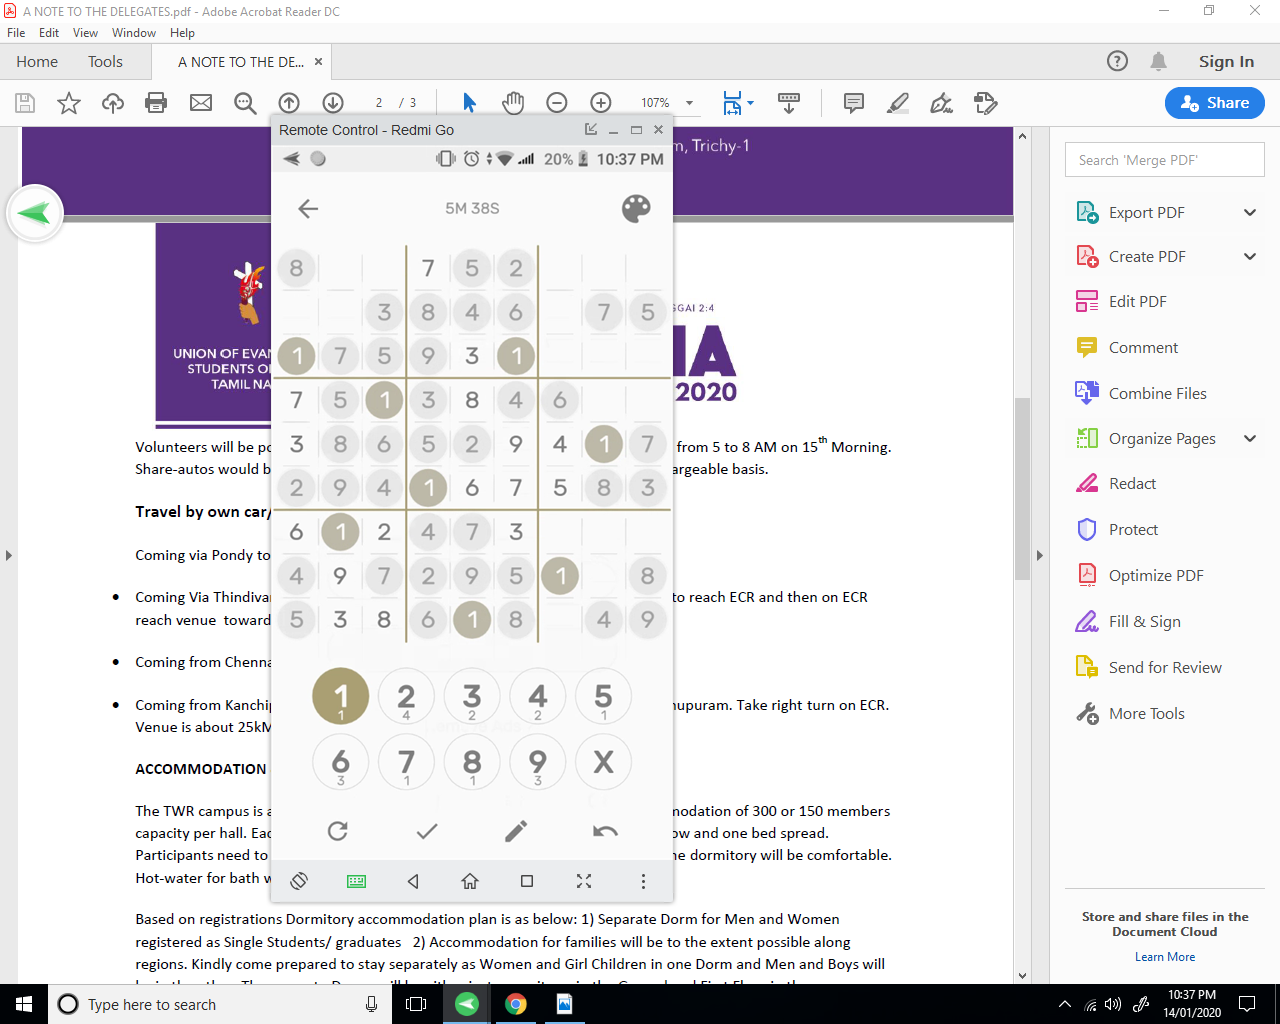 A NOTE TO THE DELEGATES.pdf - Adobe Acrobat Reader DC
File Edit View Window Help
Home Tools A NOTE TO THE DE... × Sign In
2 / 3 107% Share
Remote Control - Redmi Go
m, Trichy-1
20% 10:37 PM
5M 38S
8 7 5 2
3 8 4 6 7 5
1 7 5 9 3 1
7 5 1 3 8 4 6
3 8 6 5 2 9 4 1 7
2 9 4 1 6 7 5 8 3
6 1 2 4 7 3
4 9 7 2 9 5 1 8
5 3 8 6 1 8 4 9
1 2 3 4 5
1 4 2 2 1
6 7 8 9 X
3 1 1 3
UNION OF EVAN
STUDENTS O
TAMIL NA
GGAI 2:4
IA
2020
Volunteers will be po from 5 to 8 AM on 15th Morning.
Share-autos would b argeable basis.
Travel by own car/
Coming via Pondy to
• Coming Via Thindiva to reach ECR and then on ECR
reach venue toward
• Coming from Chenna
• Coming from Kanchip nupuram. Take right turn on ECR.
Venue is about 25kM
ACCOMMODATION
The TWR campus is a modation of 300 or 150 members
capacity per hall. Eac ow and one bed spread.
Participants need to ne dormitory will be comfortable.
Hot-water for bath w
Based on registrations Dormitory accommodation plan is as below: 1) Separate Dorm for Men and Women
registered as Single Students/ graduates 2) Accommodation for families will be to the extent possible along
regions. Kindly come prepared to stay separately as Women and Girl Children in one Dorm and Men and Boys will
Search 'Merge PDF'
Export PDF
Create PDF
Edit PDF
Comment
Combine Files
Organize Pages
Redact
Protect
Optimize PDF
Fill & Sign
Send for Review
More Tools
Store and share files in the
Document Cloud
Learn More
Type here to search
10:37 PM
14/01/2020